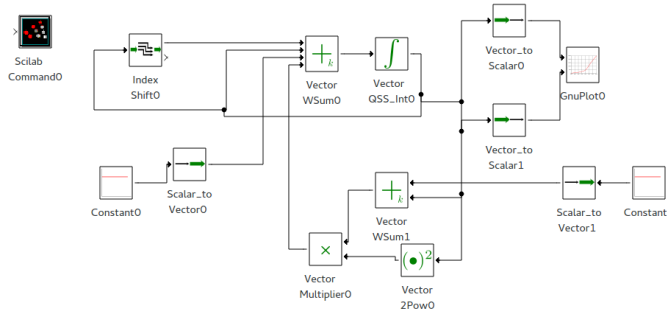 Scilab
Command0
Index
Shift0
+k
Vector
WSum0
∫
Vector
QSS_Int0
Vector_to
Scalar0
GnuPlot0
Vector_to
Scalar1
Constant0
Scalar_to
Vector0
+k
Vector
WSum1
Scalar_to
Vector1
Constant
×
Vector
Multiplier0
(•)²
Vector
2Pow0